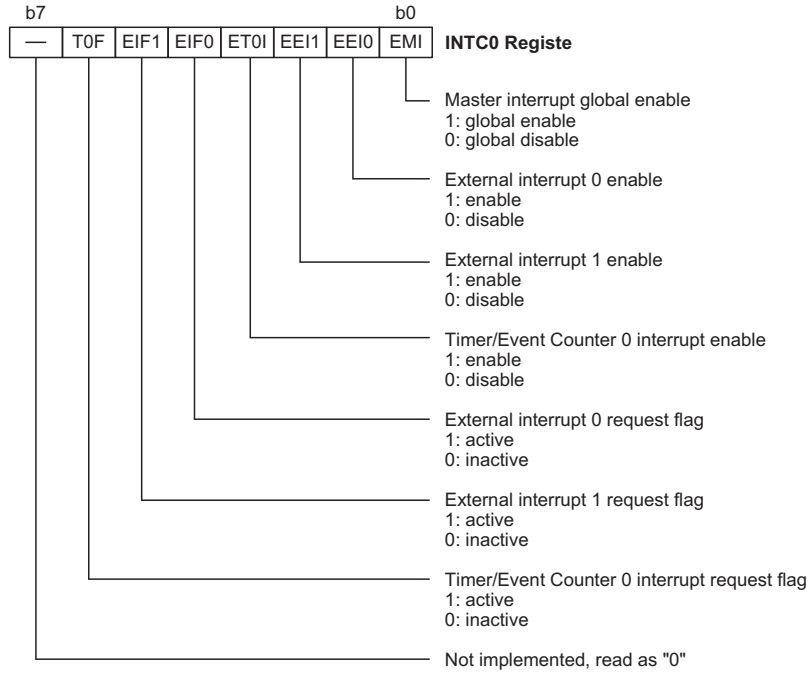 b7 b0
— T0F EIF1 EIF0 ET0I EEI1 EEI0 EMI INTC0 Registe
Master interrupt global enable
1: global enable
0: global disable
External interrupt 0 enable
1: enable
0: disable
External interrupt 1 enable
1: enable
0: disable
Timer/Event Counter 0 interrupt enable
1: enable
0: disable
External interrupt 0 request flag
1: active
0: inactive
External interrupt 1 request flag
1: active
0: inactive
Timer/Event Counter 0 interrupt request flag
1: active
0: inactive
Not implemented, read as "0"